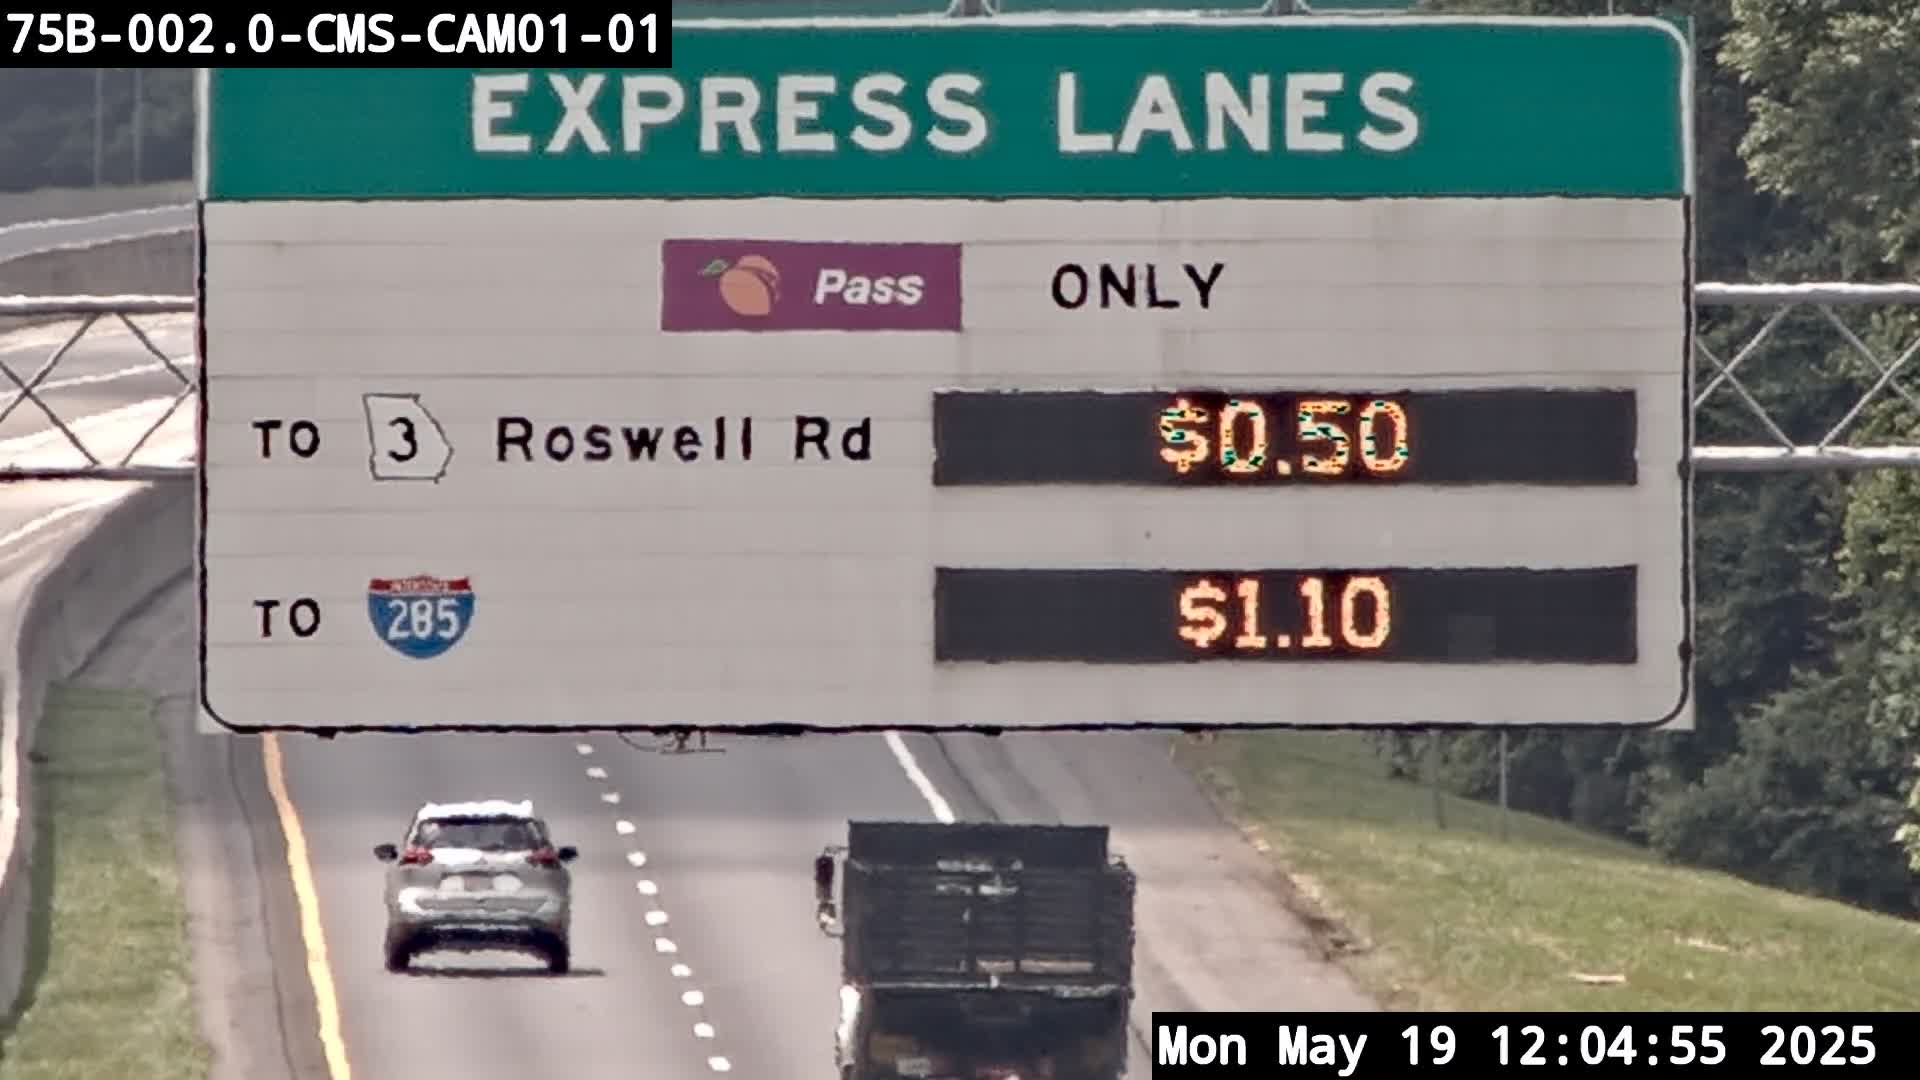 75B-002.0-CMS-CAM01-01
EXPRESS LANES
Pass ONLY
TO 3 Roswell Rd $0.50
INTERSTATE
TO 285 $1.10
Mon May 19 12:04:55 2025